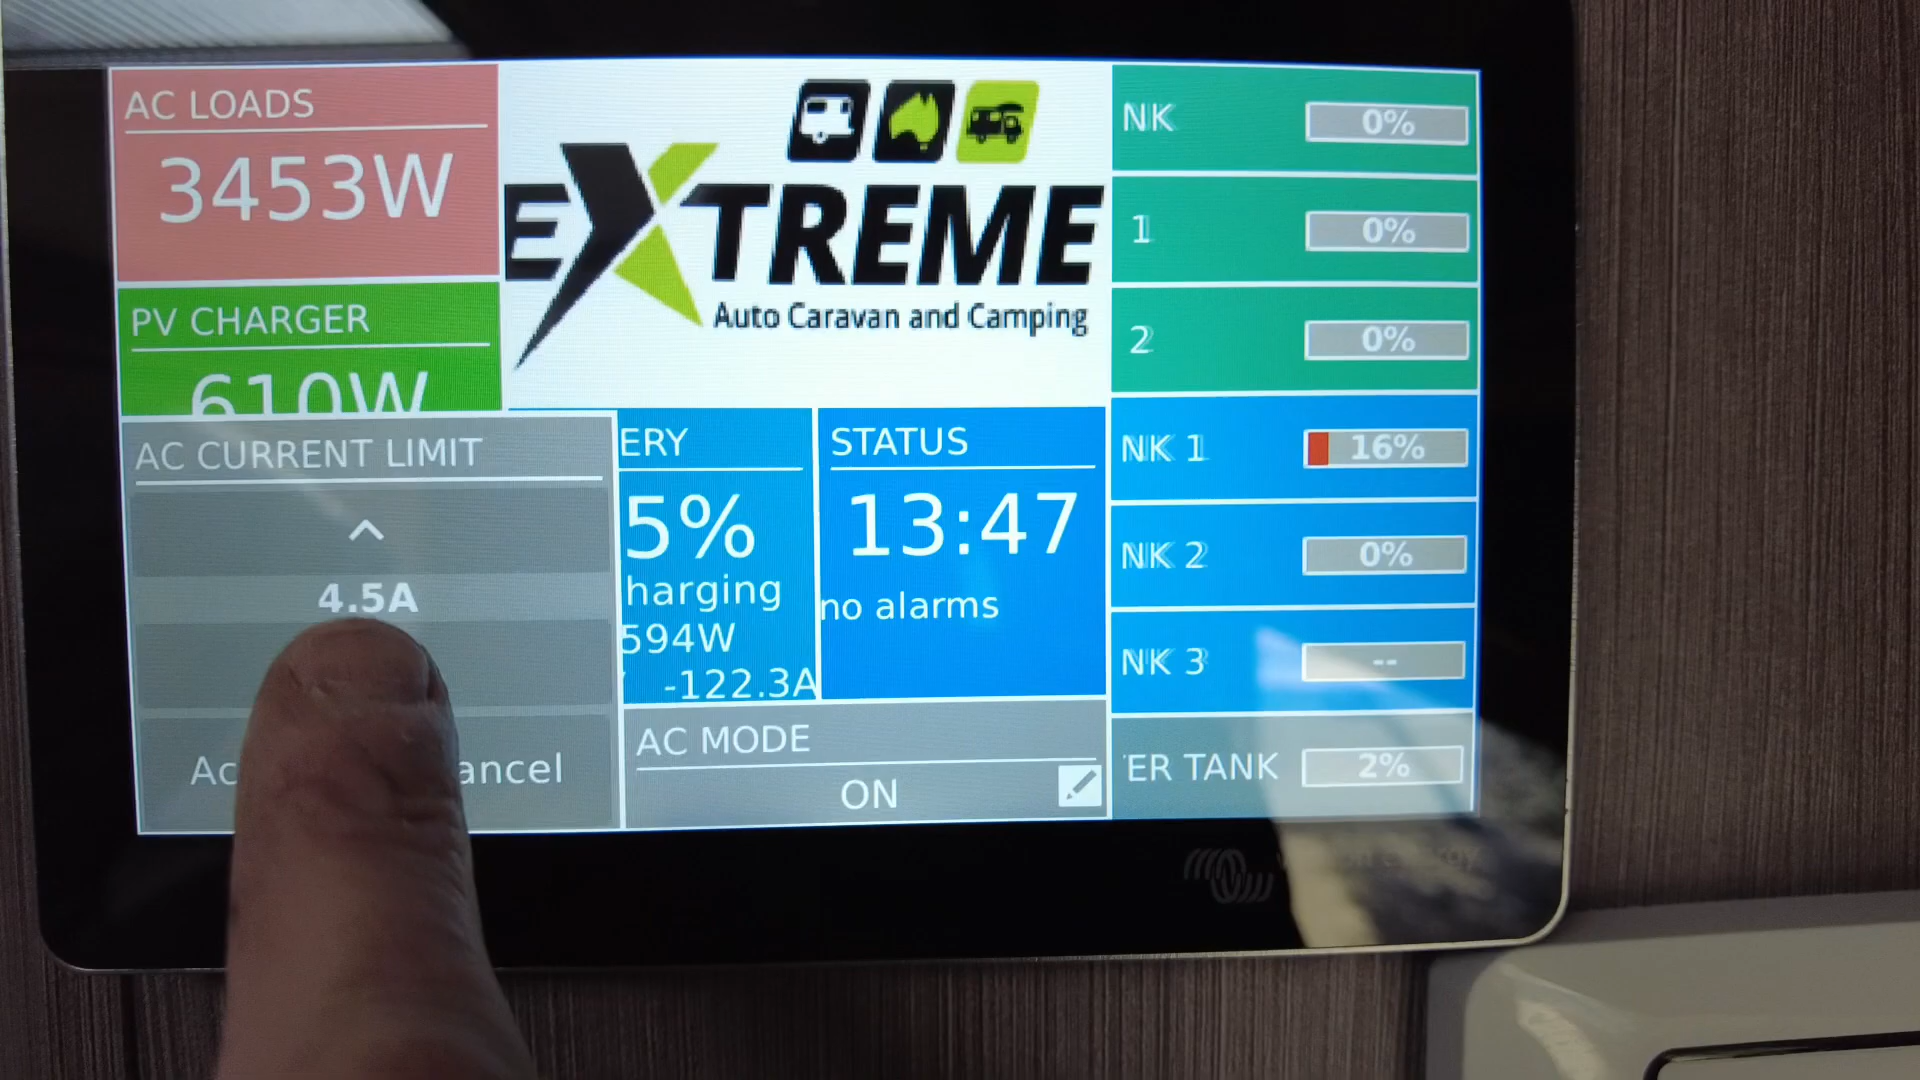 AC LOADS
3453W
PV CHARGER
610W
AC CURRENT LIMIT
4.5A
Ac
ancel
EXTREME
Auto Caravan and Camping
ERY
5%
harging
594W
-122.3A
STATUS
13:47
no alarms
AC MODE
ON
NK 0%
1 0%
2 0%
NK 1 16%
NK 2 0%
NK 3 --
ER TANK 2%